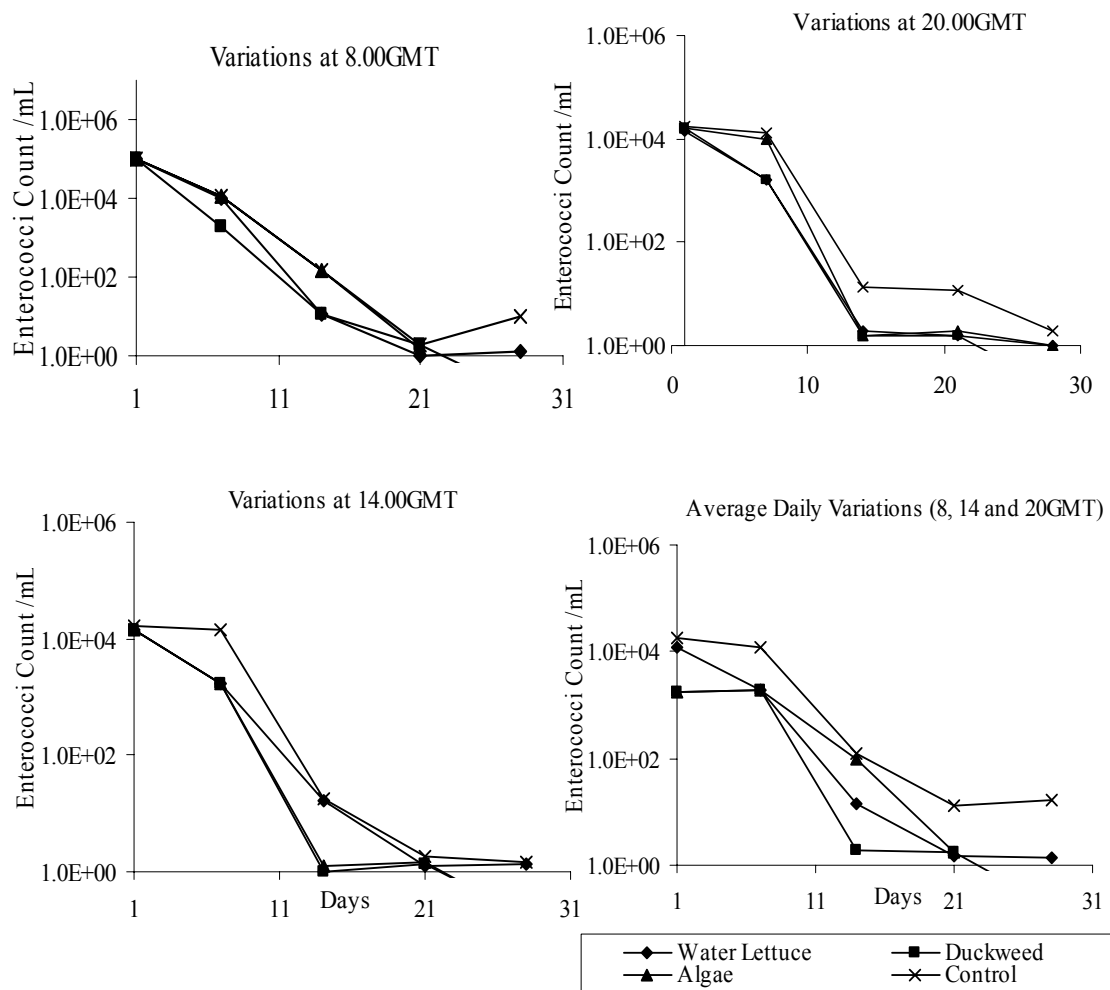 Variations at 8.00GMT
Enterococci Count /mL
1.0E+06
1.0E+04
1.0E+02
1.0E+00
1
11
21
31
Variations at 20.00GMT
Enterococci Count /mL
1.0E+06
1.0E+04
1.0E+02
1.0E+00
0
10
20
30
Variations at 14.00GMT
Enterococci Count /mL
1.0E+06
1.0E+04
1.0E+02
1.0E+00
1
11
21
31
Days
Average Daily Variations (8, 14 and 20GMT)
Enterococci Count /mL
1.0E+06
1.0E+04
1.0E+02
1.0E+00
1
11
21
31
Days
Water Lettuce
Duckweed
Algae
Control